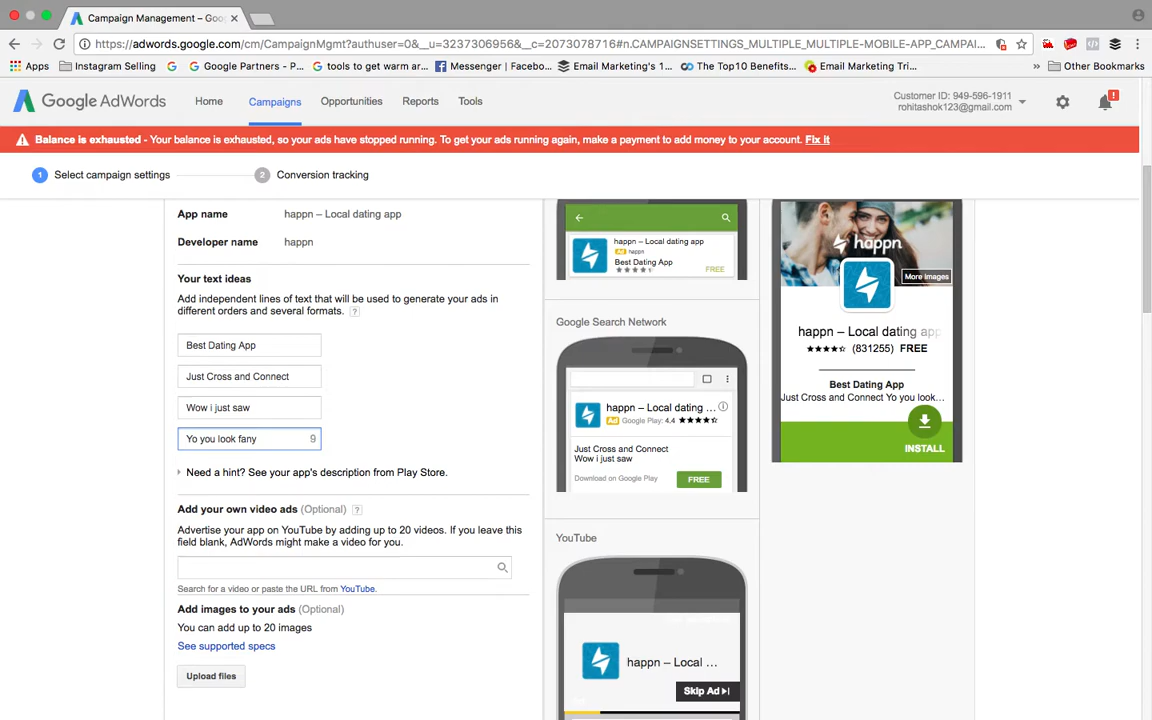 Campaign Management – Goo
https://adwords.google.com/cm/CampaignMgmt?authuser=0&__u=3237306956&__c=2073078716#n.CAMPAIGNSETTINGS_MULTIPLE_MULTIPLE-MOBILE-APP_CAMPAI...
Apps Instagram Selling Google Partners - P... tools to get warm ar... Messenger | Facebo... Email Marketing's 1... The Top10 Benefits... Email Marketing Tri... » Other Bookmarks
Google AdWords Home Campaigns Opportunities Reports Tools
Customer ID: 949-596-1911
rohitashok123@gmail.com
!
Balance is exhausted - Your balance is exhausted, so your ads have stopped running. To get your ads running again, make a payment to add money to your account. Fix it
1 Select campaign settings 2 Conversion tracking
App name happn – Local dating app
Developer name happn
Your text ideas
Add independent lines of text that will be used to generate your ads in
different orders and several formats. ?
Best Dating App
Just Cross and Connect
Wow i just saw
Yo you look fany 9
Need a hint? See your app's description from Play Store.
Add your own video ads (Optional) ?
Advertise your app on YouTube by adding up to 20 videos. If you leave this
field blank, AdWords might make a video for you.
Search for a video or paste the URL from YouTube.
Add images to your ads (Optional)
You can add up to 20 images
See supported specs
Upload files
happn – Local dating app
Ad happn
Best Dating App
FREE
Google Search Network
happn – Local dating ...
Ad Google Play: 4.4
Just Cross and Connect
Wow i just saw
Download on Google Play FREE
YouTube
happn – Local ...
Skip Ad
happn
More images
happn – Local dating app
(831255) FREE
Best Dating App
Just Cross and Connect Yo you look...
INSTALL